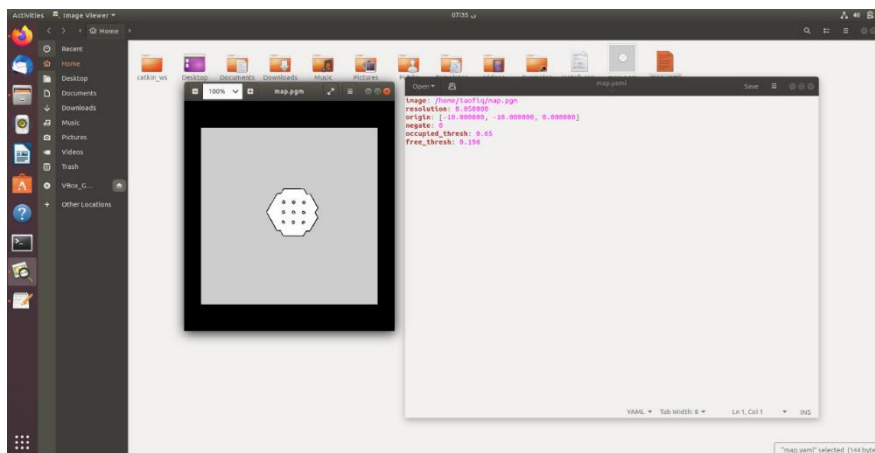 Activities Image Viewer ▾ 07:35 ن
Home
Recent
Home
Desktop
Documents
Downloads
Music
Pictures
Videos
Trash
VBox_G...
Other Locations
catkin_ws Desktop Documents Downloads Music Pictures
100% map.pgm
Open ▾ map.yaml Save
image: /home/taofiq/map.pgm
resolution: 0.050000
origin: [-10.000000, -10.000000, 0.000000]
negate: 0
occupied_thresh: 0.65
free_thresh: 0.196
YAML ▾ Tab Width: 8 ▾ Ln 1, Col 1 ▾ INS
"map.yaml" selected (144 byte